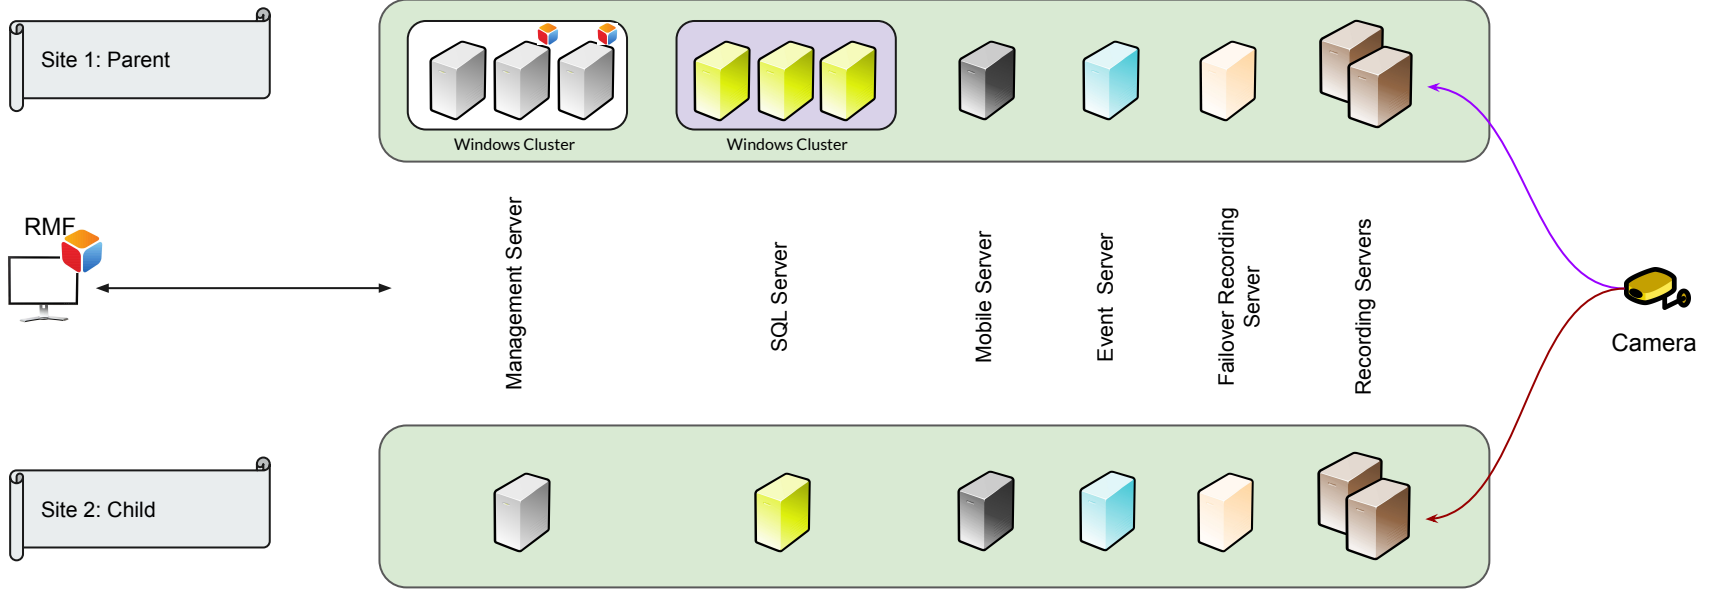 Site 1: Parent
Windows Cluster
Windows Cluster
RMF
Management Server
SQL Server
Mobile Server
Event Server
Failover Recording
Server
Recording Servers
Camera
Site 2: Child